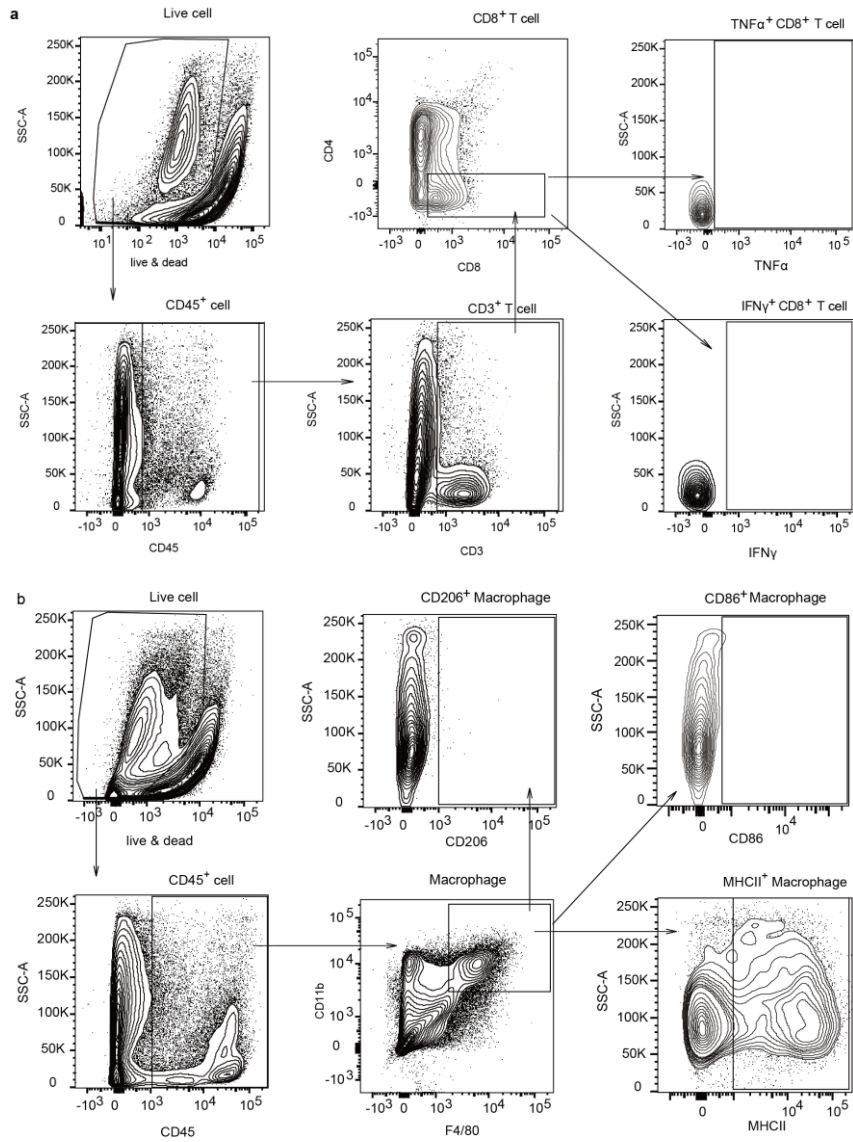 a
Live cell
SSC-A
250K
200K
150K
100K
50K
0
10¹ 10² 10³ 10⁴ 10⁵
live & dead
CD8⁺ T cell
CD4
10⁵
10⁴
10³
0
-10³
-10³ 0 10³ 10⁴ 10⁵
CD8
TNFα⁺ CD8⁺ T cell
SSC-A
250K
200K
150K
100K
50K
0
-10³ 0 10³ 10⁴ 10⁵
TNFα
CD45⁺ cell
SSC-A
250K
200K
150K
100K
50K
0
-10³ 0 10³ 10⁴ 10⁵
CD45
CD3⁺ T cell
SSC-A
250K
200K
150K
100K
50K
0
-10³ 0 10³ 10⁴ 10⁵
CD3
IFNγ⁺ CD8⁺ T cell
SSC-A
250K
200K
150K
100K
50K
0
-10³ 0 10³ 10⁴ 10⁵
IFNγ
b
Live cell
SSC-A
250K
200K
150K
100K
50K
0
-10³ 0 10³ 10⁴ 10⁵
live & dead
CD206⁺ Macrophage
SSC-A
250K
200K
150K
100K
50K
0
-10³ 0 10³ 10⁴ 10⁵
CD206
CD86⁺ Macrophage
SSC-A
250K
200K
150K
100K
50K
0
0 10⁴
CD86
CD45⁺ cell
SSC-A
250K
200K
150K
100K
50K
0
-10³ 0 10³ 10⁴ 10⁵
CD45
Macrophage
CD11b
10⁵
10⁴
10³
0
-10³
-10³ 0 10³ 10⁴ 10⁵
F4/80
MHCII⁺ Macrophage
SSC-A
250K
200K
150K
100K
50K
0
-10³ 0 10³ 10⁴ 10⁵
MHCII